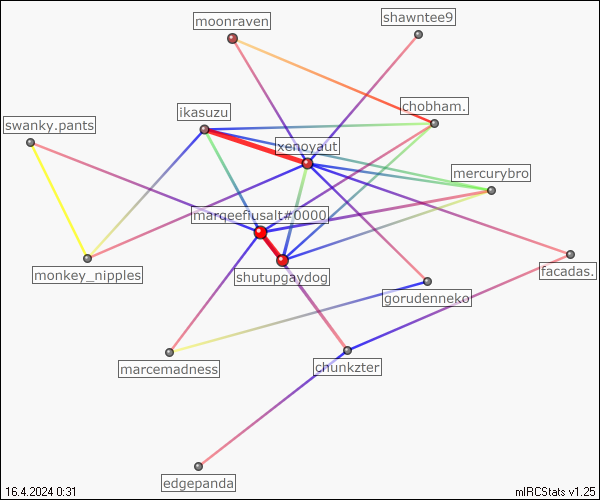 moonraven
shawntee9
ikasuzu
chobham.
swanky.pants
xenoyaut
mercurybro
marqeeflusalt#0000
monkey_nipples
shutupgaydog
facadas.
gorudenneko
marcemadness
chunkzter
edgepanda
16.4.2024 0:31
mIRCStats v1.25